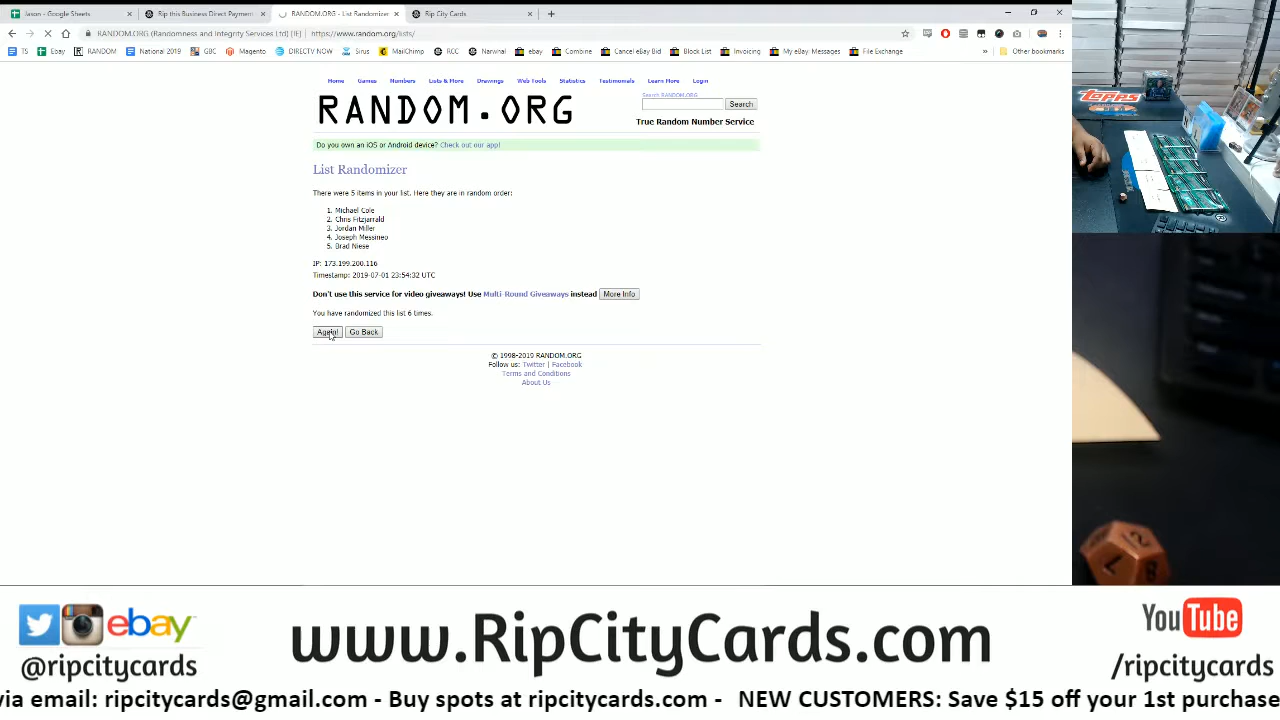 Jason - Google Sheets
Rip this Business Direct Payment
RANDOM.ORG - List Randomizer
Rip City Cards
RANDOM.ORG (Randomness and Integrity Services Ltd) [IE] | https://www.random.org/lists/
TS Ebay RANDOM National 2019 GBC Magento DIRECTV NOW Sirus MailChimp RCC Narwhal ebay Combine Cancel eBay Bid Block List Invoicing My eBay: Messages File Exchange » Other bookmarks
Home Games Numbers Lists & More Drawings Web Tools Statistics Testimonials Learn More Login
RANDOM.ORG
Search RANDOM.ORG
Search
True Random Number Service
Do you own an iOS or Android device? Check out our app!
List Randomizer
There were 5 items in your list. Here they are in random order:
1. Michael Cole
2. Chris Fitzjarrald
3. Jordan Miller
4. Joseph Messineo
5. Brad Niese
IP: 173.199.200.116
Timestamp: 2019-07-01 23:54:32 UTC
Don't use this service for video giveaways! Use Multi-Round Giveaways instead More Info
You have randomized this list 6 times.
Again! Go Back
© 1998-2019 RANDOM.ORG
Follow us: Twitter | Facebook
Terms and Conditions
About Us
Topps
ebay
@ripcitycards
www.RipCityCards.com
YouTube
/ripcitycards
via email: ripcitycards@gmail.com - Buy spots at ripcitycards.com - NEW CUSTOMERS: Save $15 off your 1st purchase